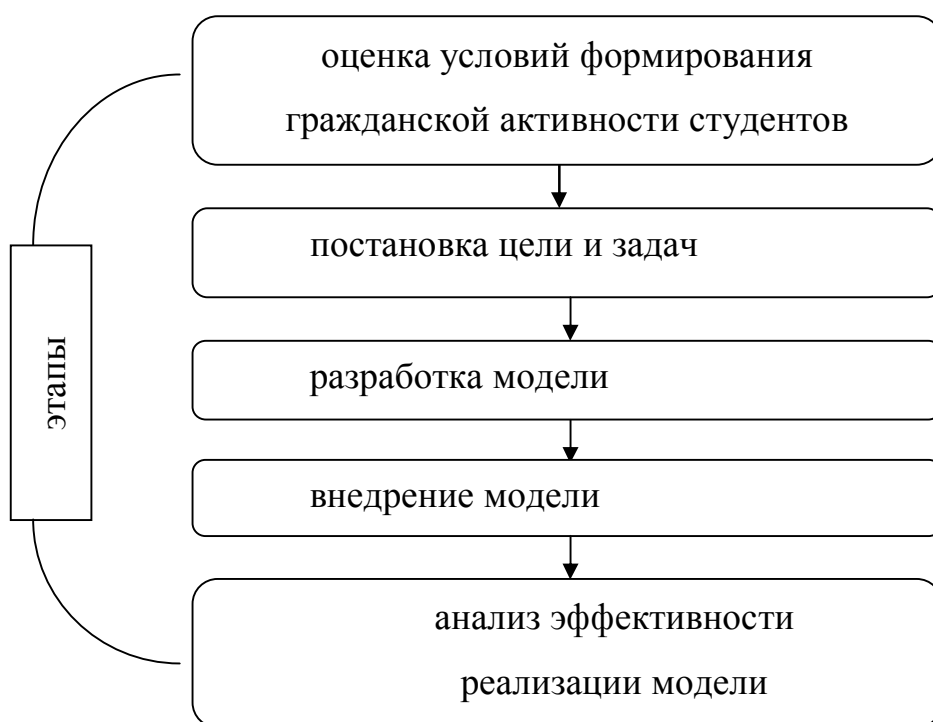 оценка условий формирования
гражданской активности студентов
постановка цели и задач
разработка модели
внедрение модели
анализ эффективности
реализации модели
этапы